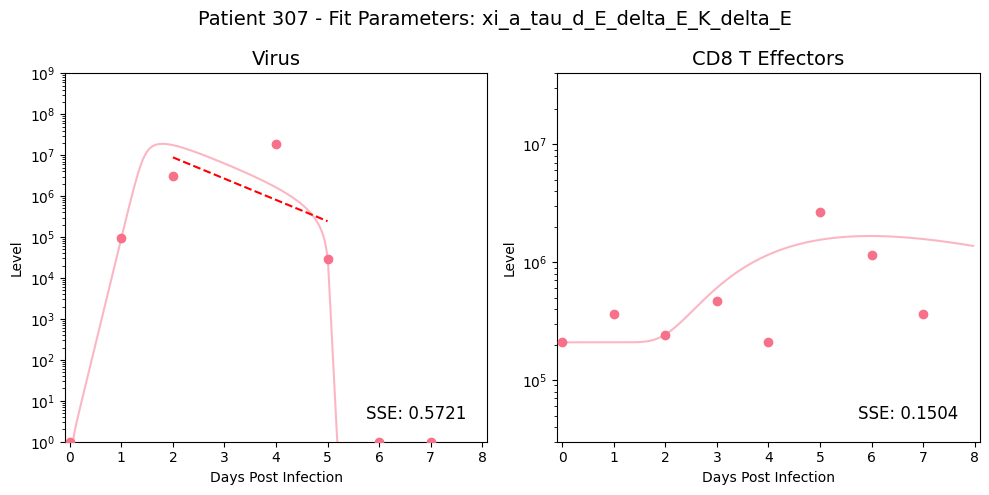 Patient 307 - Fit Parameters: xi_a_tau_d_E_delta_E_K_delta_E
Virus
CD8 T Effectors
Level
10^9
10^8
10^7
10^6
10^5
10^4
10^3
10^2
10^1
10^0
SSE: 0.5721
0 1 2 3 4 5 6 7 8
Days Post Infection
Level
10^7
10^6
10^5
SSE: 0.1504
0 1 2 3 4 5 6 7 8
Days Post Infection